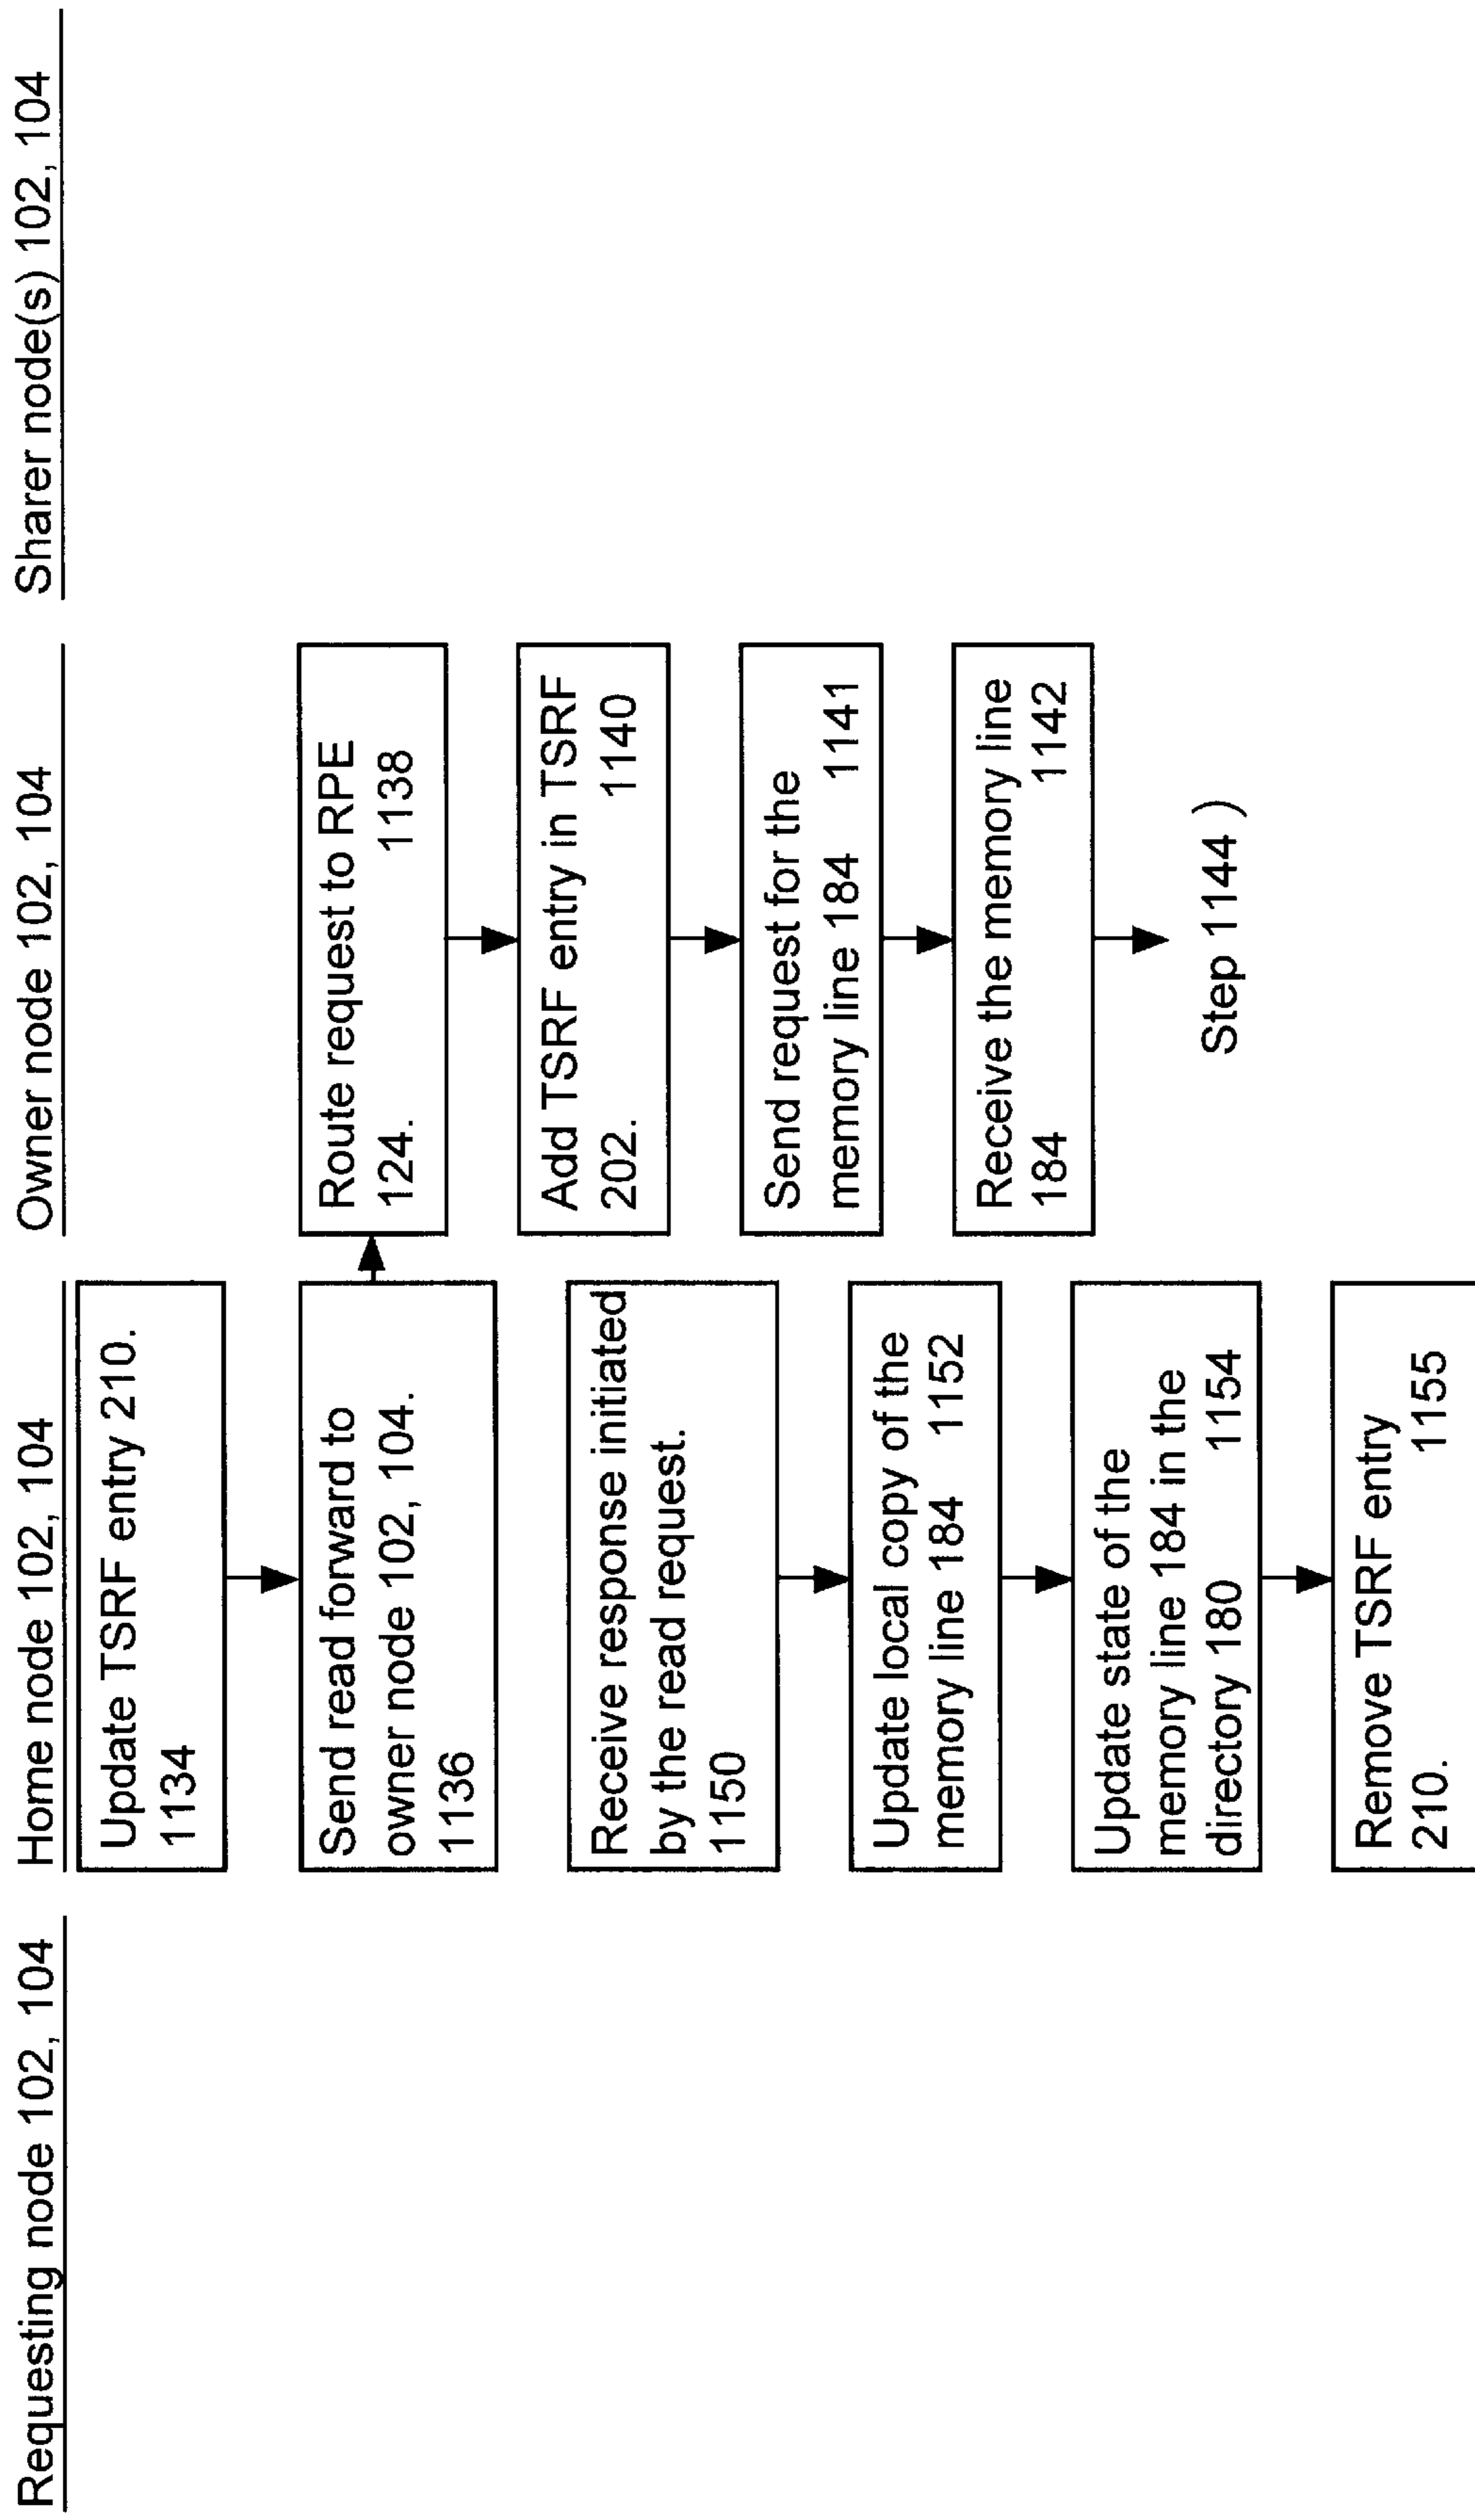 Requesting node 102, 104
Home node 102, 104
Owner node 102, 104
Sharer node(s) 102, 104
Update TSRF entry 210.
1134
Send read forward to
owner node 102, 104.
1136
Receive response initiated
by the read request.
1150
Update local copy of the
memory line 184 1152
Update state of the
memory line 184 in the
directory 180 1154
Remove TSRF entry
210. 1155
Route request to RPE
124. 1138
Add TSRF entry in TSRF
202. 1140
Send request for the
memory line 184 1141
Receive the memory line
184 1142
Step 1144 )